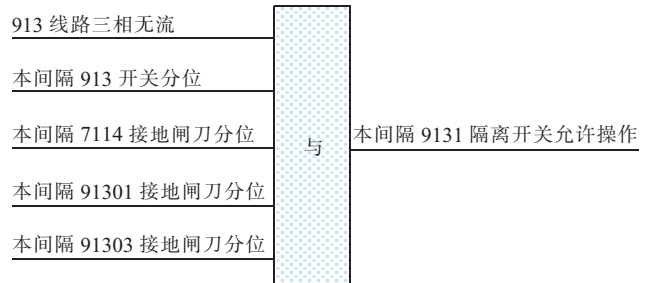 913 线路三相无流
本间隔 913 开关分位
本间隔 7114 接地闸刀分位
本间隔 91301 接地闸刀分位
本间隔 91303 接地闸刀分位
与
本间隔 9131 隔离开关允许操作